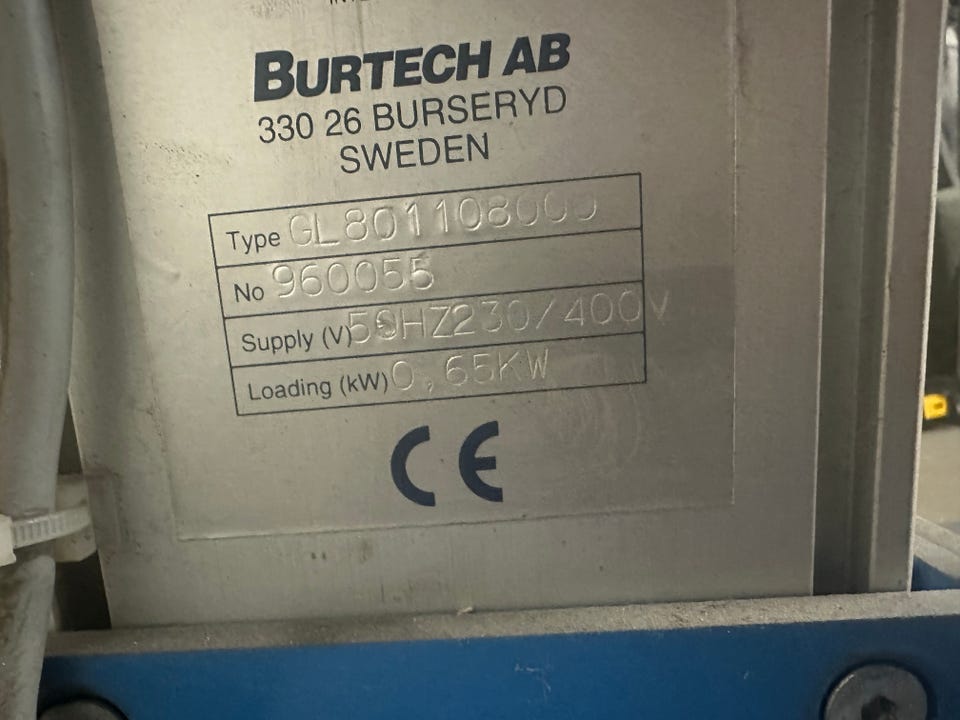 BURTECH AB
330 26 BURSERYD
SWEDEN
Type GL801108000
No 960055
Supply (V) 50HZ230/400V
Loading (kW) 0,65KW
CE